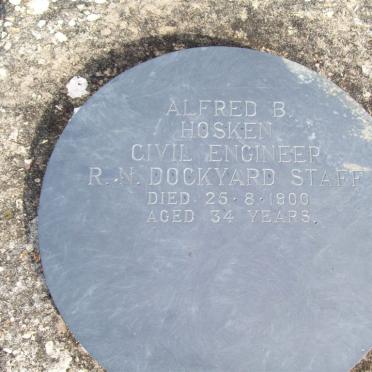 ALFRED B.
HOSKEN
CIVIL ENGINEER
R.N. DOCKYARD STAFF
DIED 25·8·1900
AGED 34 YEARS.